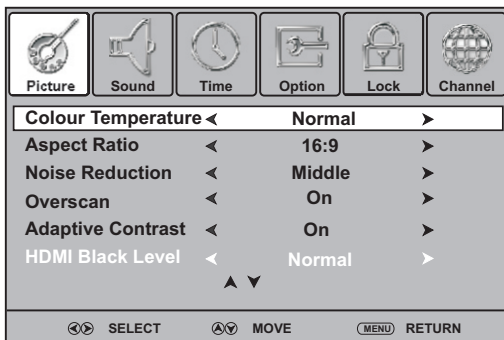 Picture Sound Time Option Lock Channel
Colour Temperature Normal
Aspect Ratio 16:9
Noise Reduction Middle
Overscan On
Adaptive Contrast On
HDMI Black Level Normal
SELECT MOVE MENU RETURN